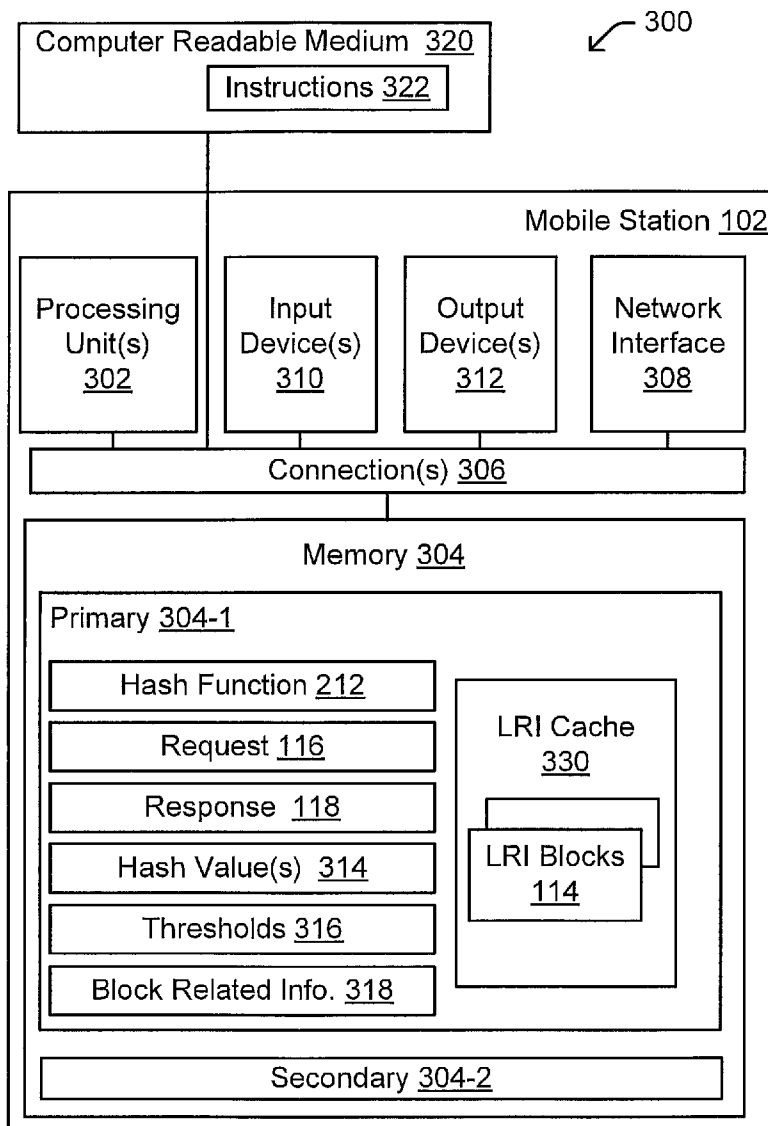 Computer Readable Medium 320
300
Instructions 322
Mobile Station 102
Processing
Unit(s)
302
Input
Device(s)
310
Output
Device(s)
312
Network
Interface
308
Connection(s) 306
Memory 304
Primary 304-1
Hash Function 212
Request 116
Response 118
Hash Value(s) 314
Thresholds 316
Block Related Info. 318
LRI Cache
330
LRI Blocks
114
Secondary 304-2